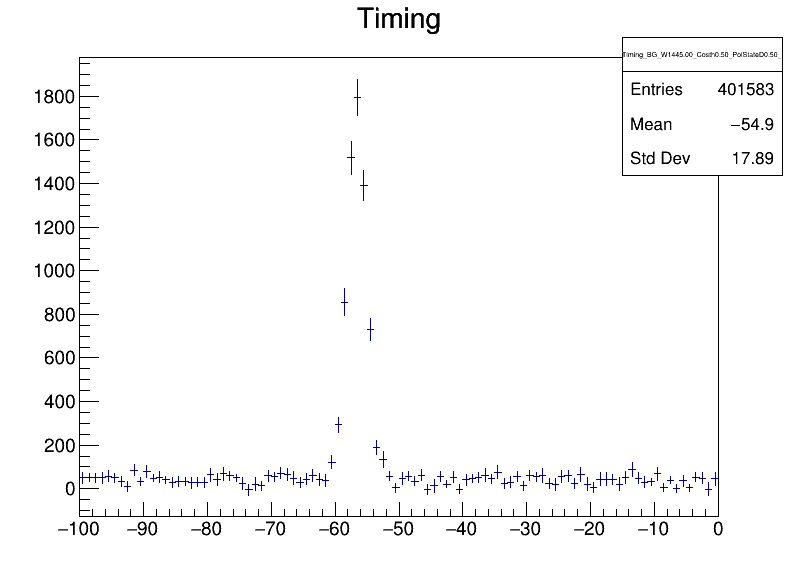 Timing
Timing_BG_W1445.00_Costh0.50_PolStateD0.50_
Entries 401583
Mean −54.9
Std Dev 17.89
1800
1600
1400
1200
1000
800
600
400
200
0
−100 −90 −80 −70 −60 −50 −40 −30 −20 −10 0